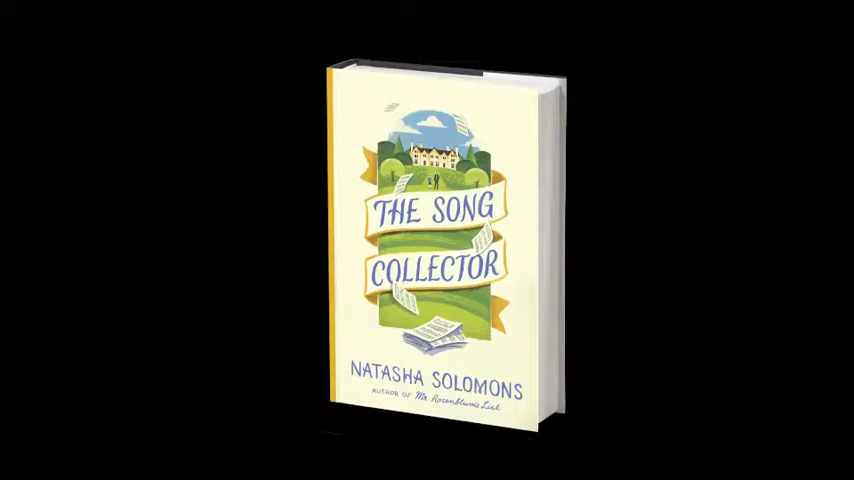 THE SONG
COLLECTOR
NATASHA SOLOMONS
AUTHOR OF Mr. Rosenblum's List